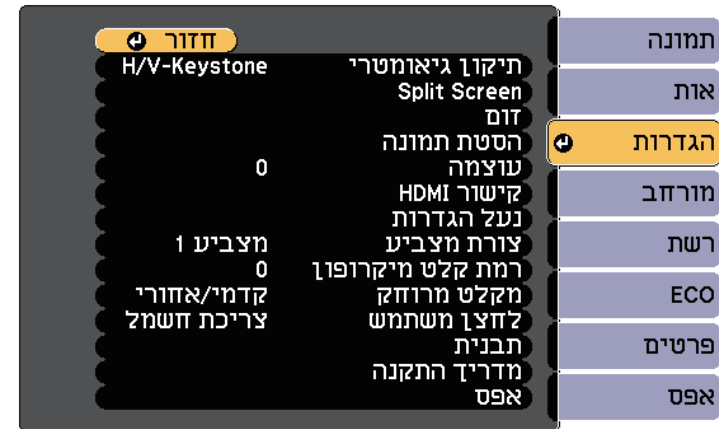 תמונה
אות
הגדרות
מורחב
רשת
ECO
פרטים
אפס
חזור
תיקון גיאומטרי H/V-Keystone
Split Screen
זום
הסטת תמונה
עוצמה 0
קישור HDMI
נעל הגדרות
צורת מצביע מצביע 1
רמת קלט מיקרופון 0
מקלט מרוחק קדמי/אחורי
לחצן משתמש צריכת חשמל
תבנית
מדריך התקנה
אפס